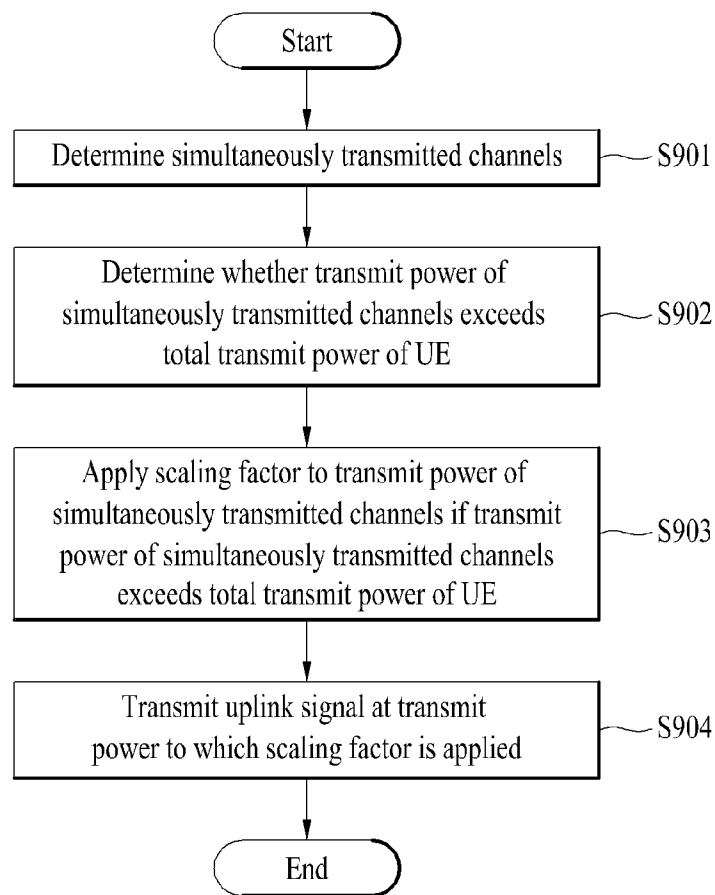 Start
Determine simultaneously transmitted channels
S901
Determine whether transmit power of
simultaneously transmitted channels exceeds
total transmit power of UE
S902
Apply scaling factor to transmit power of
simultaneously transmitted channels if transmit
power of simultaneously transmitted channels
exceeds total transmit power of UE
S903
Transmit uplink signal at transmit
power to which scaling factor is applied
S904
End